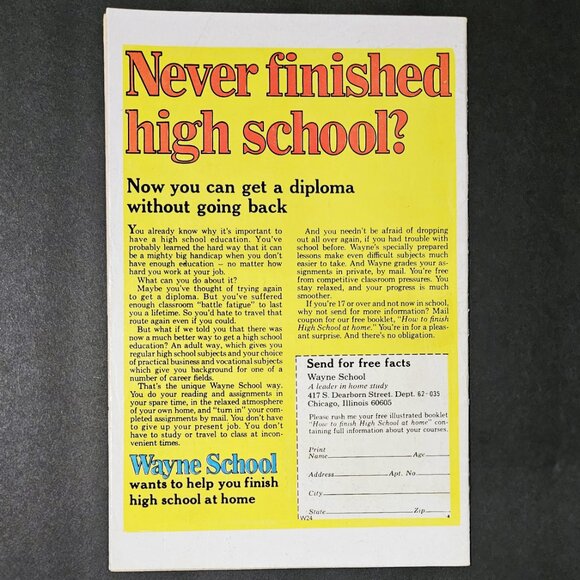 Never finished
high school?
Now you can get a diploma
without going back
You already know why it's important to
have a high school education. You've
probably learned the hard way that it can
be a mighty big handicap when you don't
have enough education – no matter how
hard you work at your job.
What can you do about it?
Maybe you've thought of trying again
to get a diploma. But you've suffered
enough classroom "battle fatigue" to last
you a lifetime. So you'd hate to travel that
route again even if you could.
But what if we told you that there was
now a much better way to get a high school
education? An adult way, which gives you
regular high school subjects and your choice
of practical business and vocational subjects
which give you background for one of a
number of career fields.
That's the unique Wayne School way.
You do your reading and assignments in
your spare time, in the relaxed atmosphere
of your own home, and "turn in" your com-
pleted assignments by mail. You don't have
to give up your present job. You don't
have to study or travel to class at incon-
venient times.
Wayne School
wants to help you finish
high school at home
And you needn't be afraid of dropping
out all over again, if you had trouble with
school before. Wayne's specially prepared
lessons make even difficult subjects much
easier to take. And Wayne grades your as-
signments in private, by mail. You're free
from competitive classroom pressures. You
stay relaxed, and your progress is much
smoother.
If you're 17 or over and not now in school,
why not send for more information? Mail
coupon for our free booklet, "How to finish
High School at home." You're in for a pleas-
ant surprise. And there's no obligation.
Send for free facts
Wayne School
A leader in home study
417 S. Dearborn Street. Dept. 62-035
Chicago, Illinois 60605
Please rush me your free illustrated booklet
"How to finish High School at home" con-
taining full information about your courses.
Print
Name Age
Address Apt. No
City
State Zip
W24